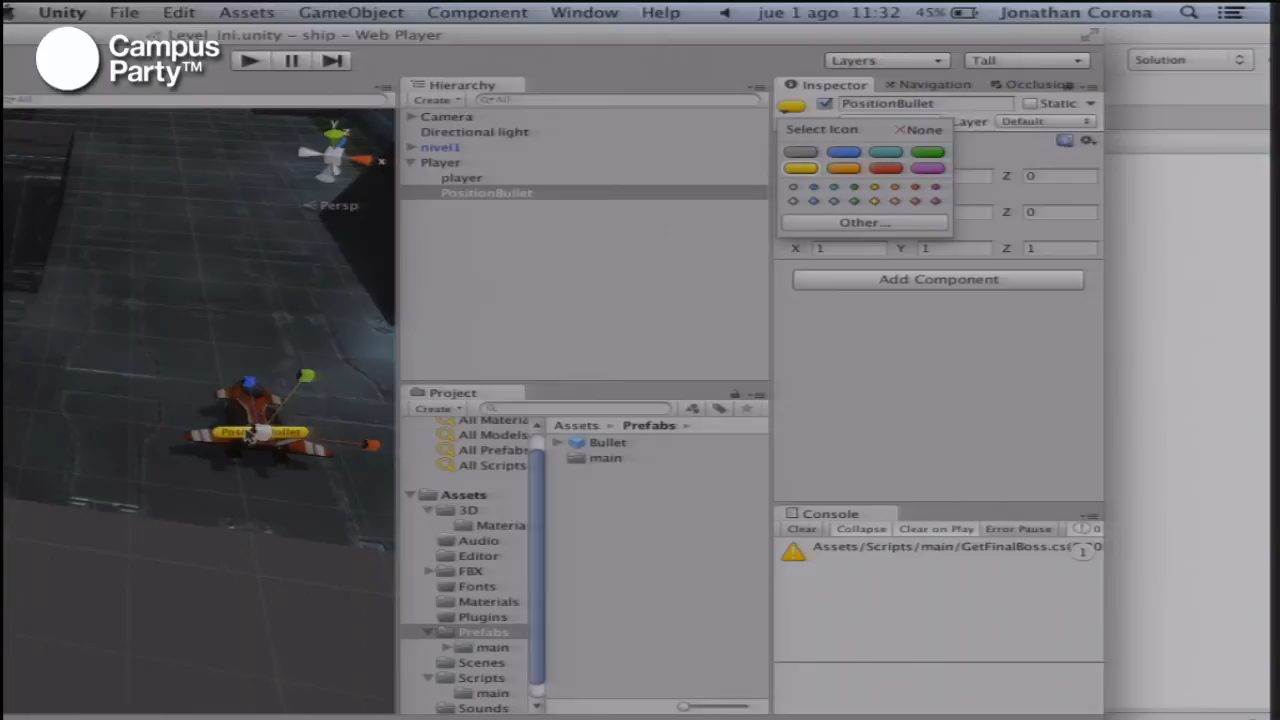 Unity File Edit Assets GameObject Component Window Help jue 1 ago 11:32 45% Jonathan Corona
Level_ini.unity – ship – Web Player
Campus
Party™
Layers
Tall
Solution
All
Hierarchy
Create
All
Camera
Directional light
nivel1
Player
player
PositionBullet
y
z
x
Persp
Inspector
Navigation
Occlusion
PositionBullet
Static
Layer
Default
Select Icon
None
Other...
Z 0
Z 0
X 1 Y 1 Z 1
Add Component
Project
Create
All Materia
All Models
All Prefabs
All Scripts
Assets
3D
Materia
Audio
Editor
FBX
Fonts
Materials
Plugins
Prefabs
main
Scenes
Scripts
main
Sounds
Assets Prefabs
Bullet
main
Console
Clear Collapse Clear on Play Error Pause 0
Assets/Scripts/main/GetFinalBoss.cs(
1